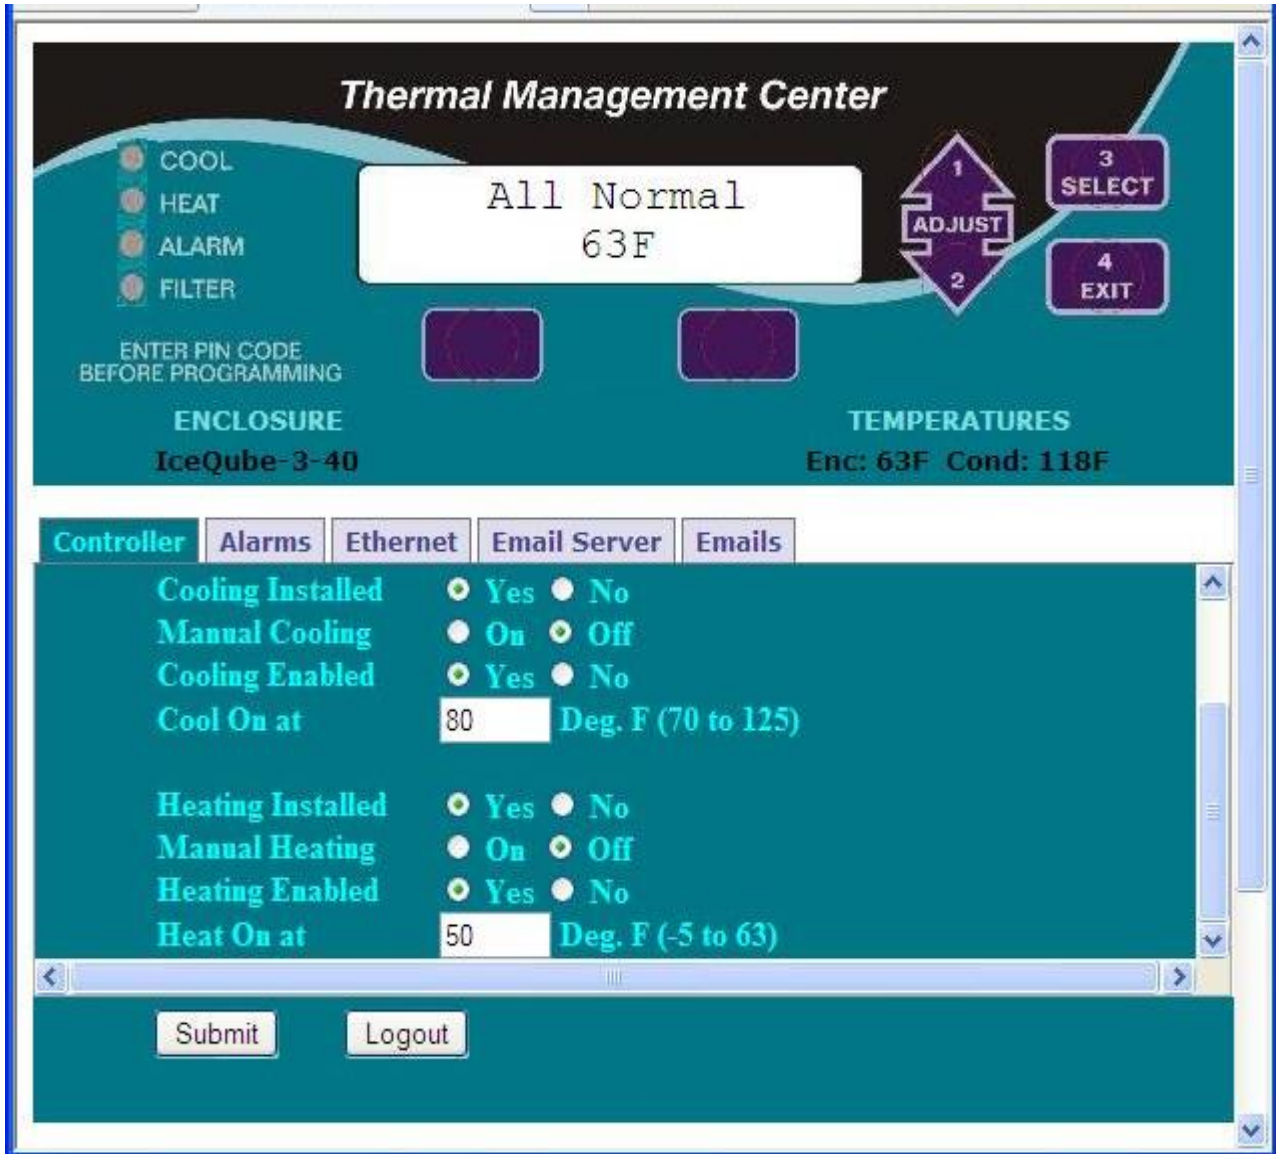 Thermal Management Center
COOL
HEAT
ALARM
FILTER
All Normal
63F
1
ADJUST
2
3
SELECT
4
EXIT
ENTER PIN CODE
BEFORE PROGRAMMING
ENCLOSURE
IceQube-3-40
TEMPERATURES
Enc: 63F Cond: 118F
Controller Alarms Ethernet Email Server Emails
Cooling Installed Yes No
Manual Cooling On Off
Cooling Enabled Yes No
Cool On at 80 Deg. F (70 to 125)
Heating Installed Yes No
Manual Heating On Off
Heating Enabled Yes No
Heat On at 50 Deg. F (-5 to 63)
Submit Logout